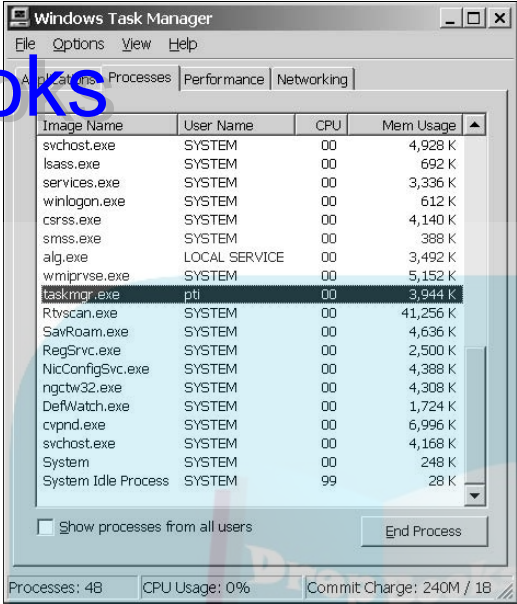 Windows Task Manager
File Options View Help
oks
Applications Processes Performance Networking
Image Name User Name CPU Mem Usage
svchost.exe SYSTEM 00 4,928 K
lsass.exe SYSTEM 00 692 K
services.exe SYSTEM 00 3,336 K
winlogon.exe SYSTEM 00 612 K
csrss.exe SYSTEM 00 4,140 K
smss.exe SYSTEM 00 388 K
alg.exe LOCAL SERVICE 00 3,492 K
wmiprvse.exe SYSTEM 00 5,152 K
taskmgr.exe pti 00 3,944 K
Rtvscan.exe SYSTEM 00 41,256 K
SavRoam.exe SYSTEM 00 4,636 K
RegSrvc.exe SYSTEM 00 2,500 K
NicConfigSvc.exe SYSTEM 00 4,388 K
ngctw32.exe SYSTEM 00 4,308 K
DefWatch.exe SYSTEM 00 1,724 K
cvpnd.exe SYSTEM 00 6,996 K
svchost.exe SYSTEM 00 4,168 K
System SYSTEM 00 248 K
System Idle Process SYSTEM 99 28 K
Show processes from all users
End Process
Processes: 48 CPU Usage: 0% Commit Charge: 240M / 18